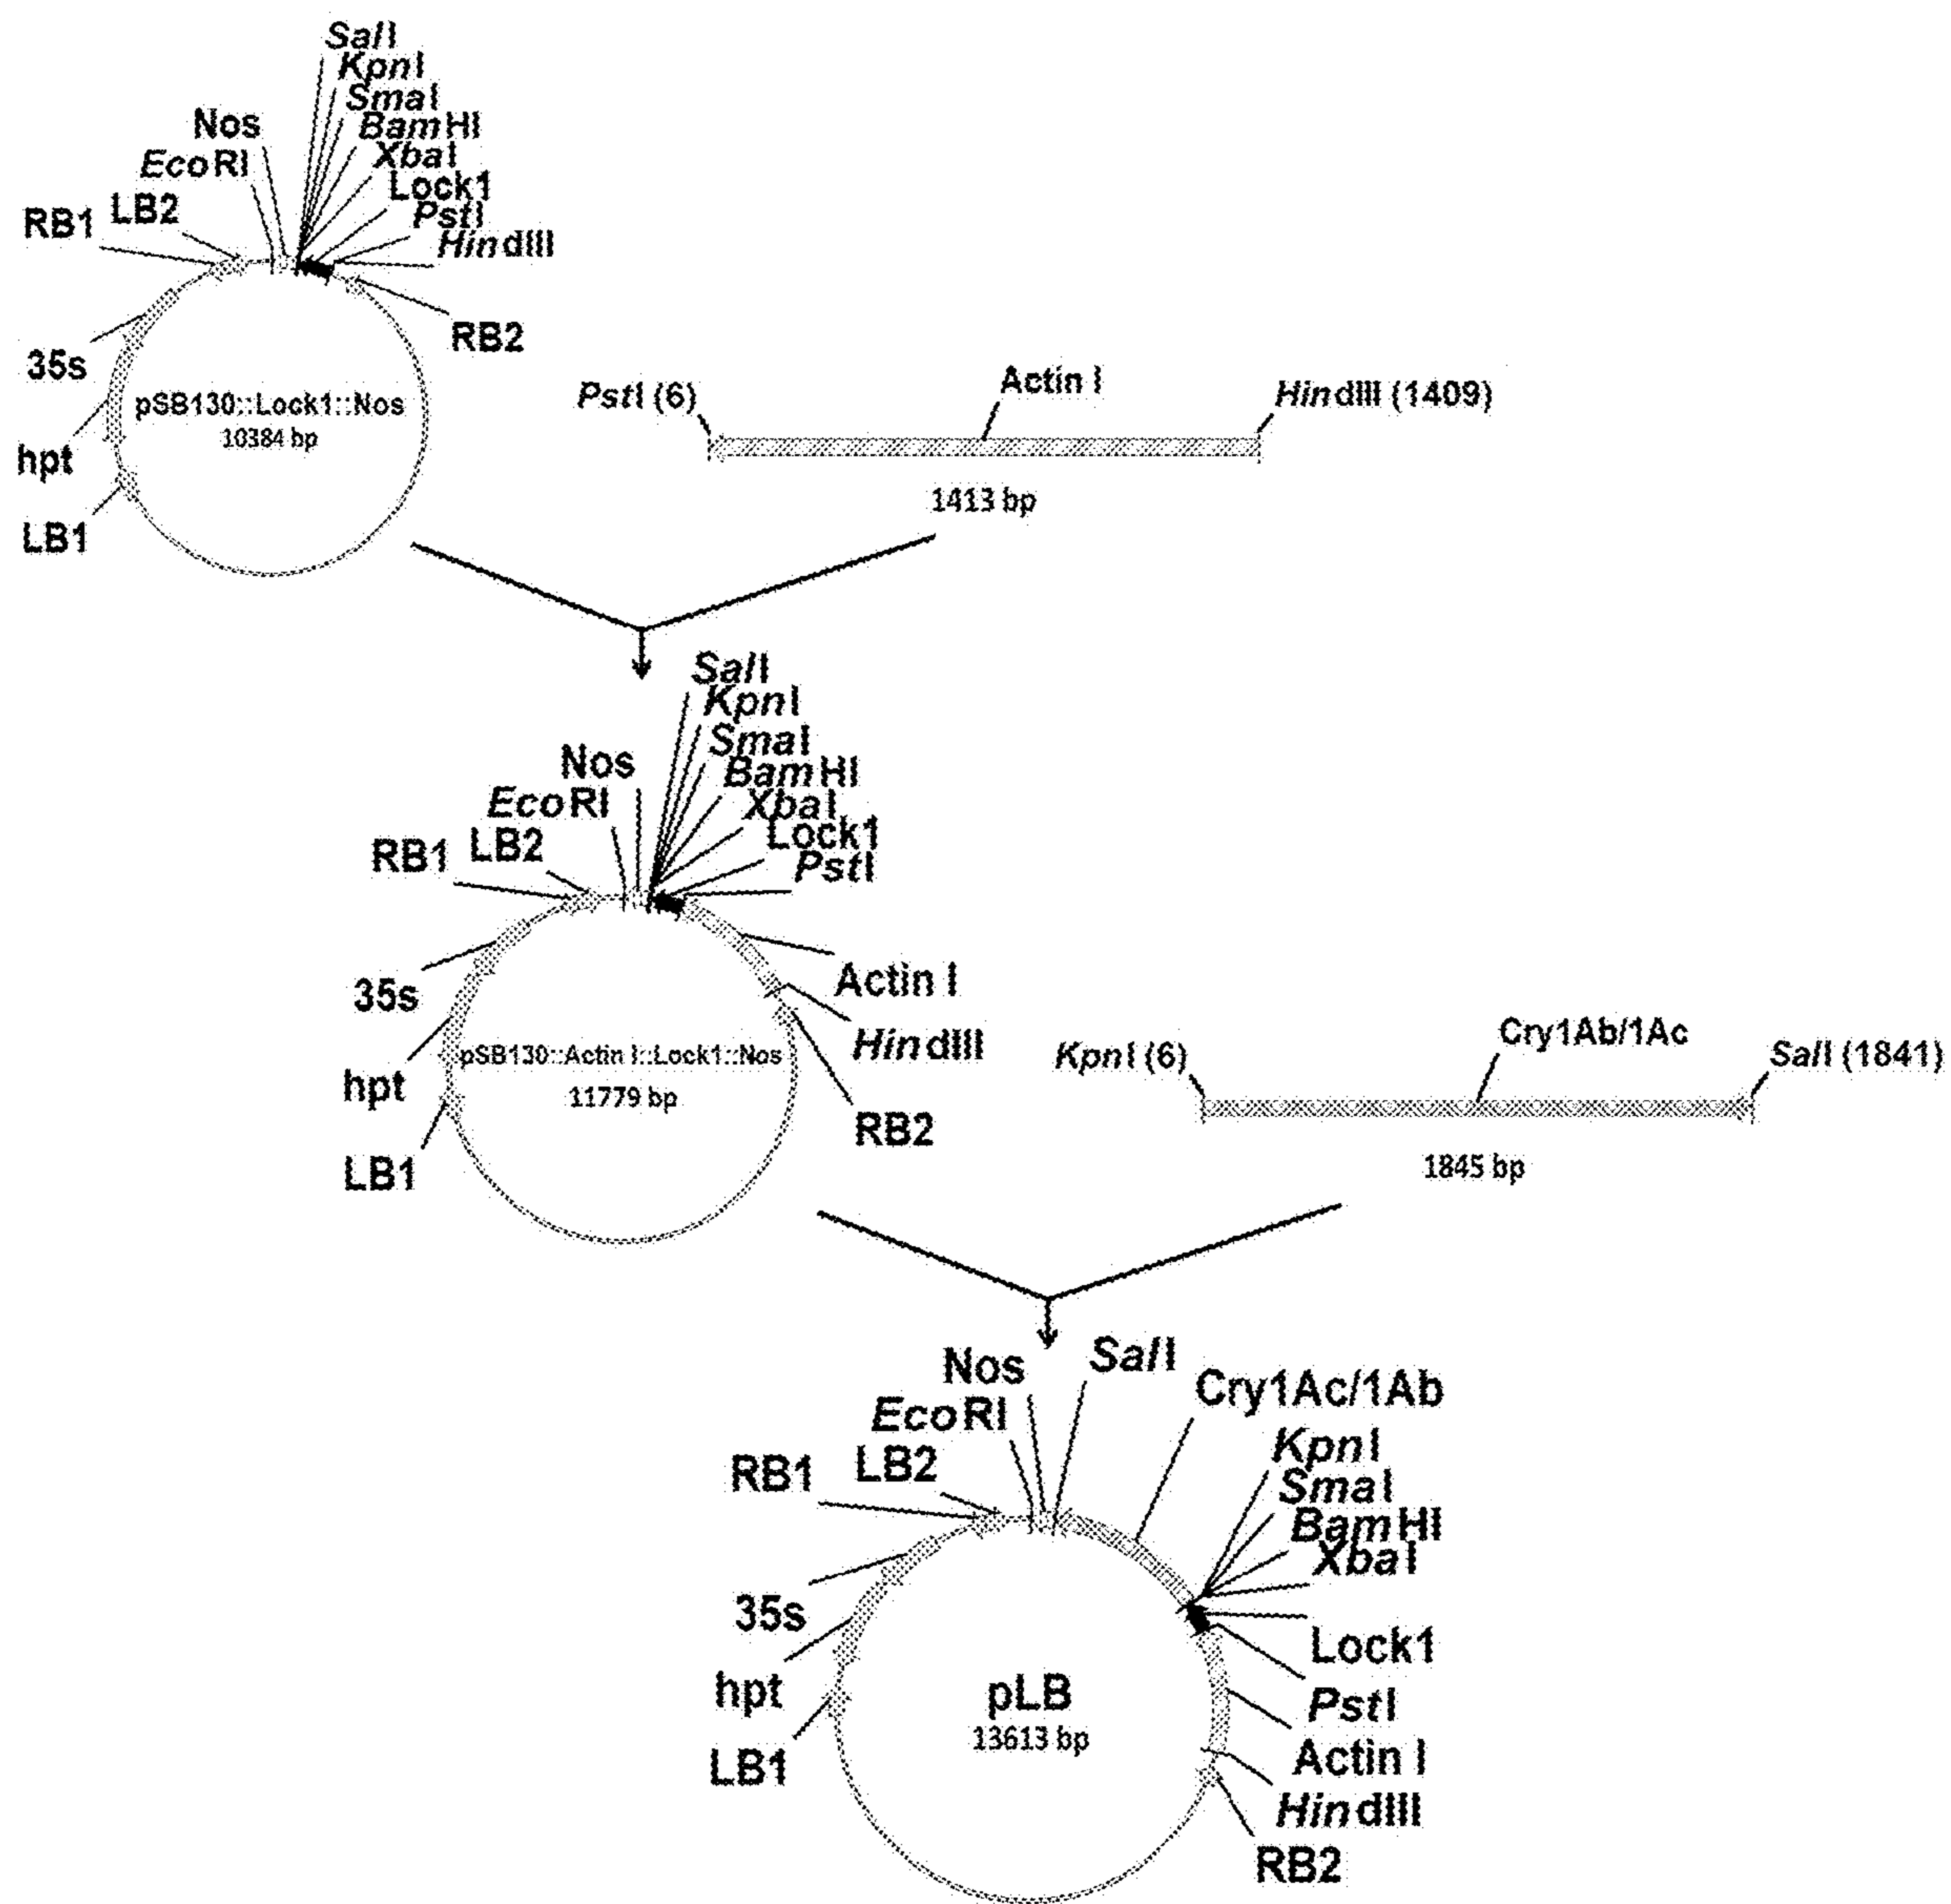 SalI
KpnI
SmaI
BamHI
XbaI
Lock1
PstI
HindIII
Nos
EcoRI
LB2
RB1
RB2
35s
hpt
LB1
pSB130::Lock1::Nos
10384 bp
PstI (6)
Actin I
HindIII (1409)
1413 bp
SalI
KpnI
SmaI
BamHI
XbaI
Lock1
PstI
Nos
EcoRI
LB2
RB1
35s
hpt
LB1
Actin I
HindIII
RB2
pSB130::Actin I::Lock1::Nos
11779 bp
KpnI (6)
Cry1Ab/1Ac
SalI (1841)
1845 bp
Nos
SalI
Cry1Ac/1Ab
EcoRI
LB2
RB1
KpnI
SmaI
BamHI
XbaI
Lock1
PstI
Actin I
HindIII
RB2
35s
hpt
LB1
pLB
13613 bp